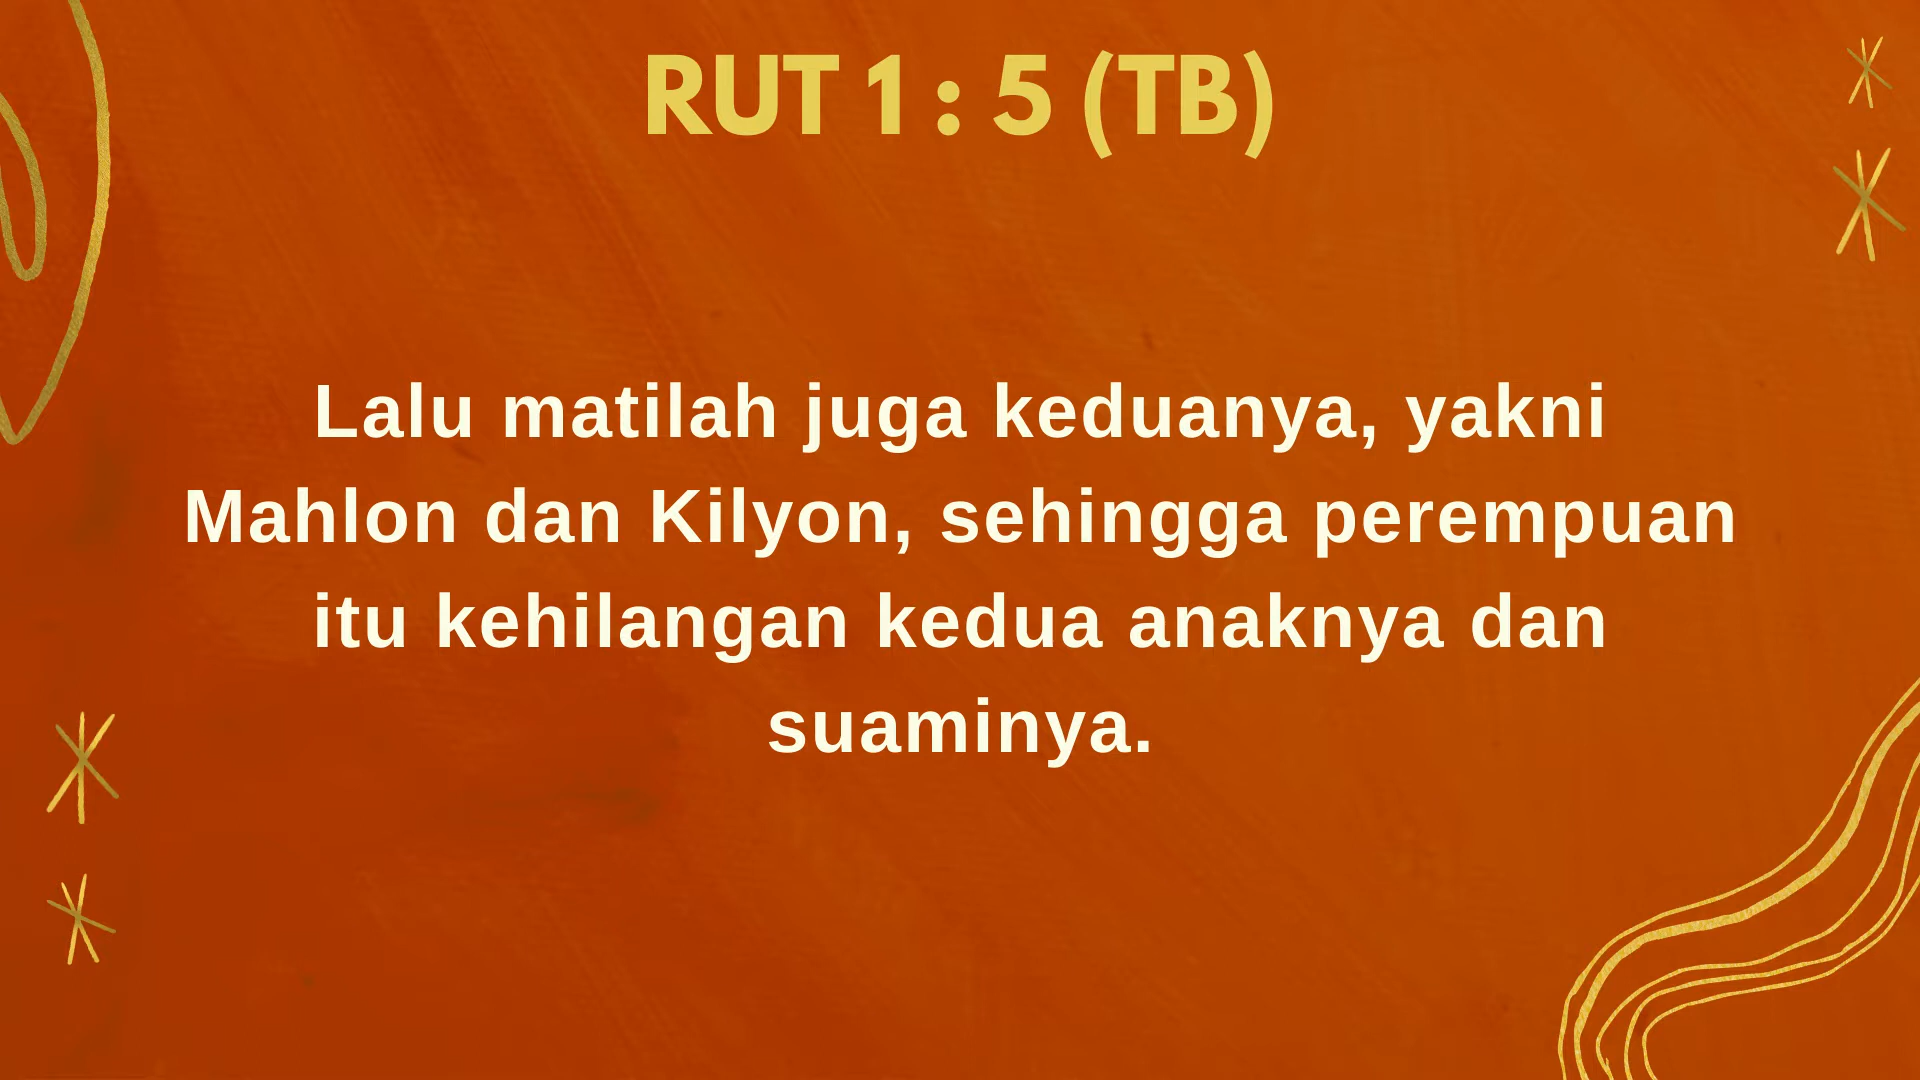 RUT 1 : 5 (TB)
Lalu matilah juga keduanya, yakni
Mahlon dan Kilyon, sehingga perempuan
itu kehilangan kedua anaknya dan
suaminya.